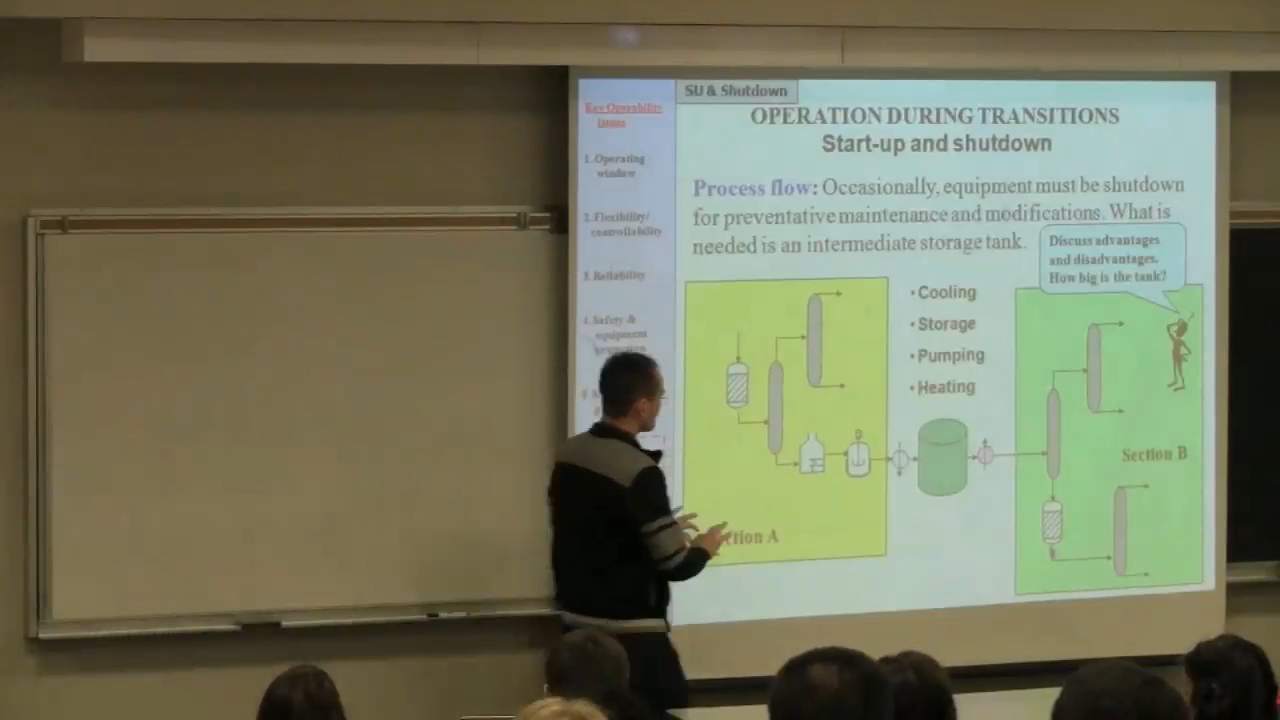 SU & Shutdown
OPERATION DURING TRANSITIONS
Start-up and shutdown
Key Operability
Issues
1. Operating
window
2. Flexibility/
controllability
3. Reliability
4. Safety &
equipment
Process flow: Occasionally, equipment must be shutdown
for preventative maintenance and modifications. What is
needed is an intermediate storage tank.
Discuss advantages
and disadvantages.
How big is the tank?
• Cooling
• Storage
• Pumping
• Heating
Section B
A